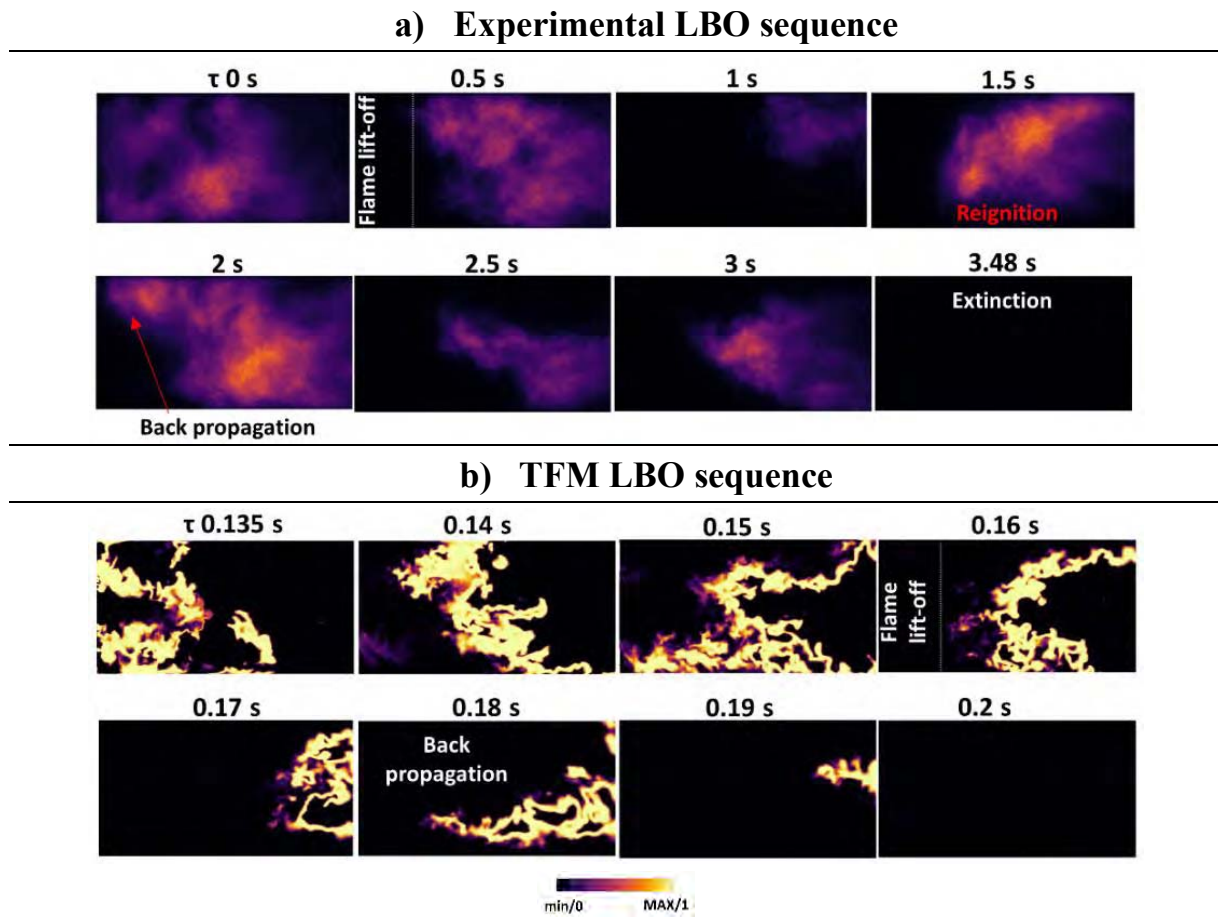 a) Experimental LBO sequence
τ 0 s
0.5 s
1 s
1.5 s
Flame lift-off
Reignition
2 s
2.5 s
3 s
3.48 s
Extinction
Back propagation
b) TFM LBO sequence
τ 0.135 s
0.14 s
0.15 s
0.16 s
Flame
lift-off
0.17 s
0.18 s
0.19 s
0.2 s
Back
propagation
min/0
MAX/1